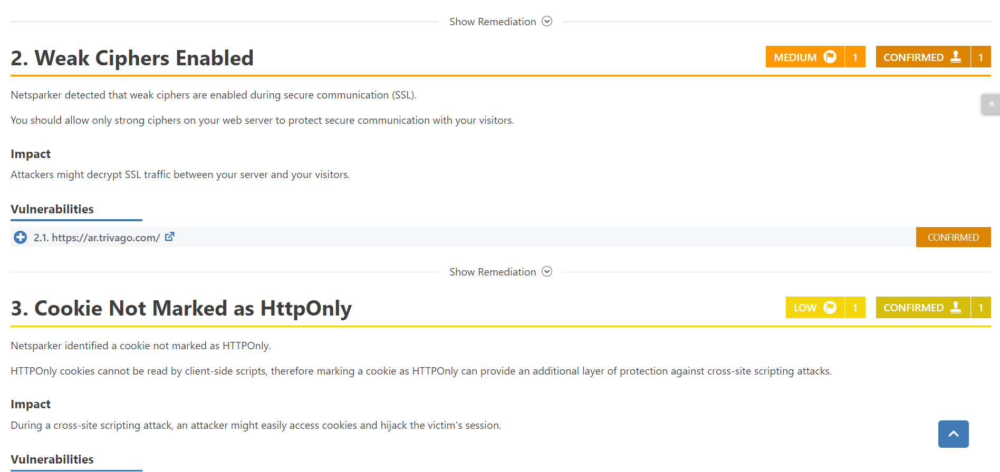 Show Remediation
2. Weak Ciphers Enabled
MEDIUM 1 CONFIRMED 1
Netsparker detected that weak ciphers are enabled during secure communication (SSL).
You should allow only strong ciphers on your web server to protect secure communication with your visitors.
Impact
Attackers might decrypt SSL traffic between your server and your visitors.
Vulnerabilities
2.1. https://ar.trivago.com/ CONFIRMED
Show Remediation
3. Cookie Not Marked as HttpOnly
LOW 1 CONFIRMED 1
Netsparker identified a cookie not marked as HTTPOnly.
HTTPOnly cookies cannot be read by client-side scripts, therefore marking a cookie as HTTPOnly can provide an additional layer of protection against cross-site scripting attacks.
Impact
During a cross-site scripting attack, an attacker might easily access cookies and hijack the victim's session.
Vulnerabilities